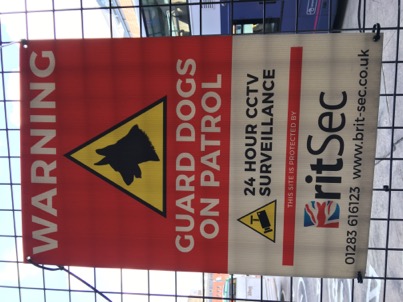 WARNING
GUARD DOGS
ON PATROL
24 HOUR CCTV
SURVEILLANCE
THIS SITE IS PROTECTED BY
BritSec
01283 616123 www.brit-sec.co.uk